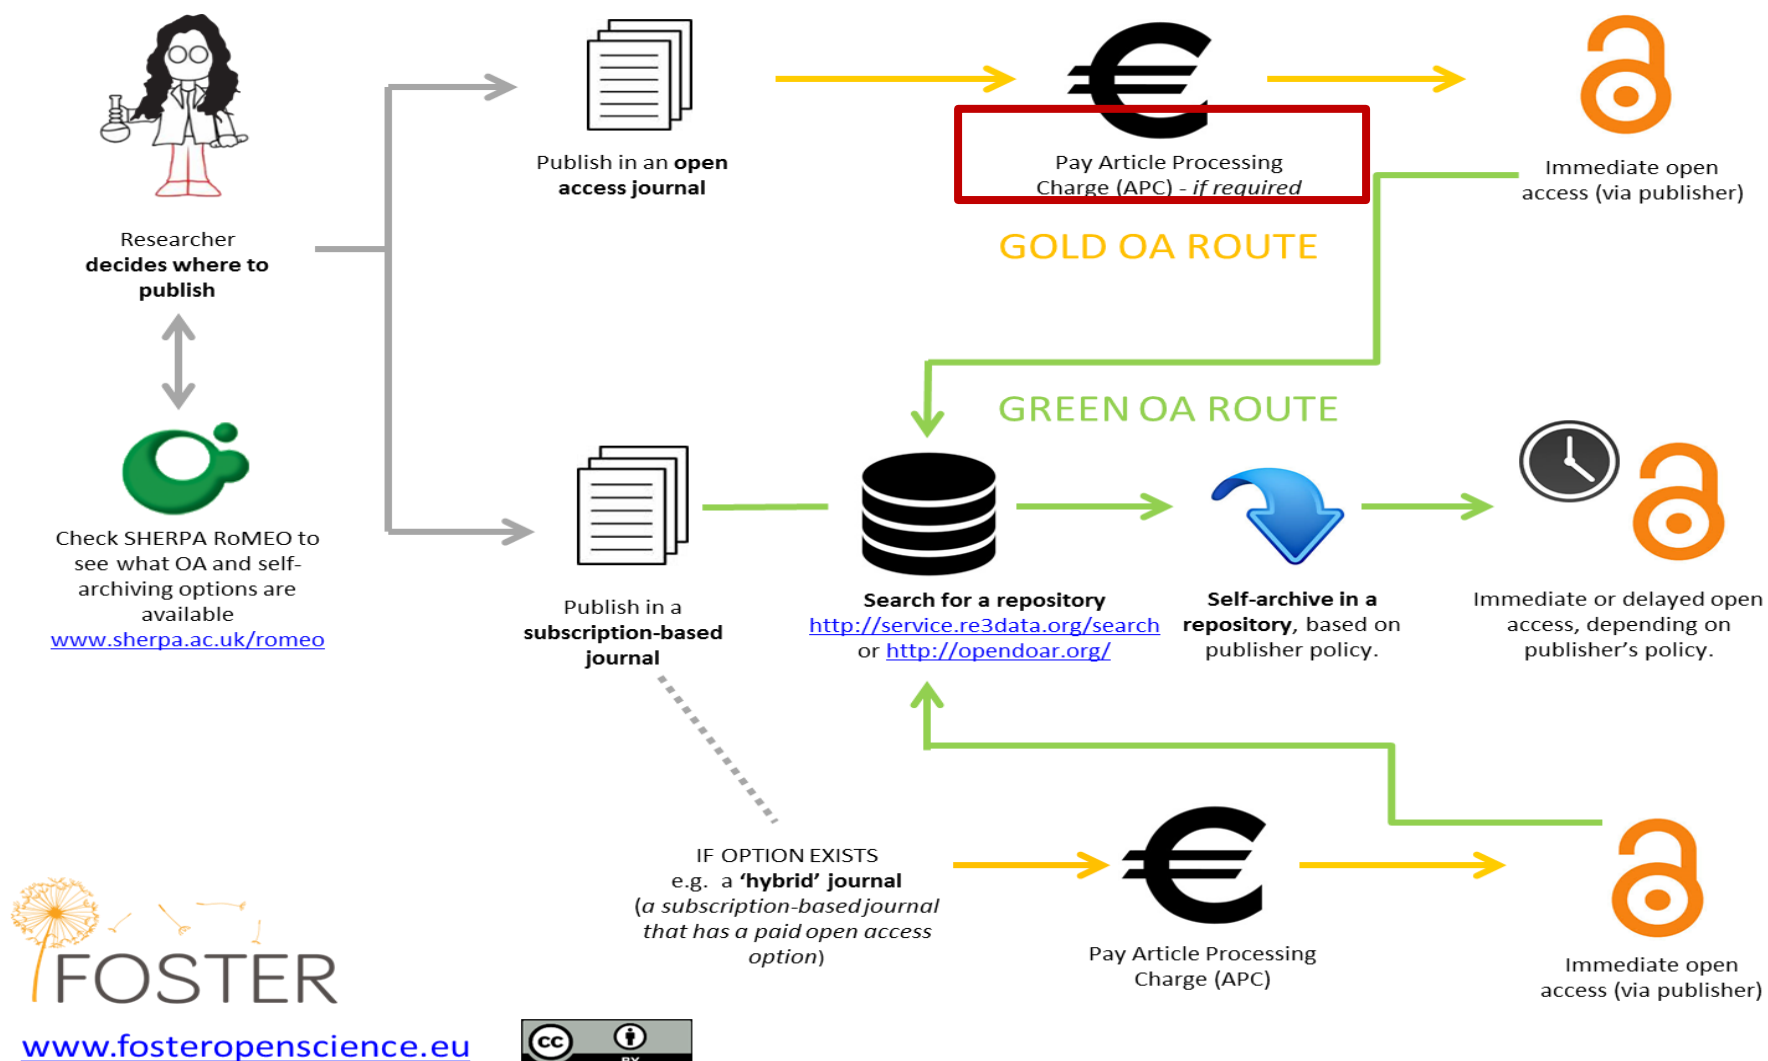 Researcher
decides where to
publish
Check SHERPA RoMEO to
see what OA and self-
archiving options are
available
www.sherpa.ac.uk/romeo
Publish in an open
access journal
Pay Article Processing
Charge (APC) - if required
Immediate open
access (via publisher)
GOLD OA ROUTE
GREEN OA ROUTE
Publish in a
subscription-based
journal
Search for a repository
http://service.re3data.org/search
or http://opendoar.org/
Self-archive in a
repository, based on
publisher policy.
Immediate or delayed open
access, depending on
publisher's policy.
IF OPTION EXISTS
e.g. a ‘hybrid’ journal
(a subscription-based journal
that has a paid open access
option)
Pay Article Processing
Charge (APC)
Immediate open
access (via publisher)
FOSTER
www.fosteropenscience.eu
cc
BY